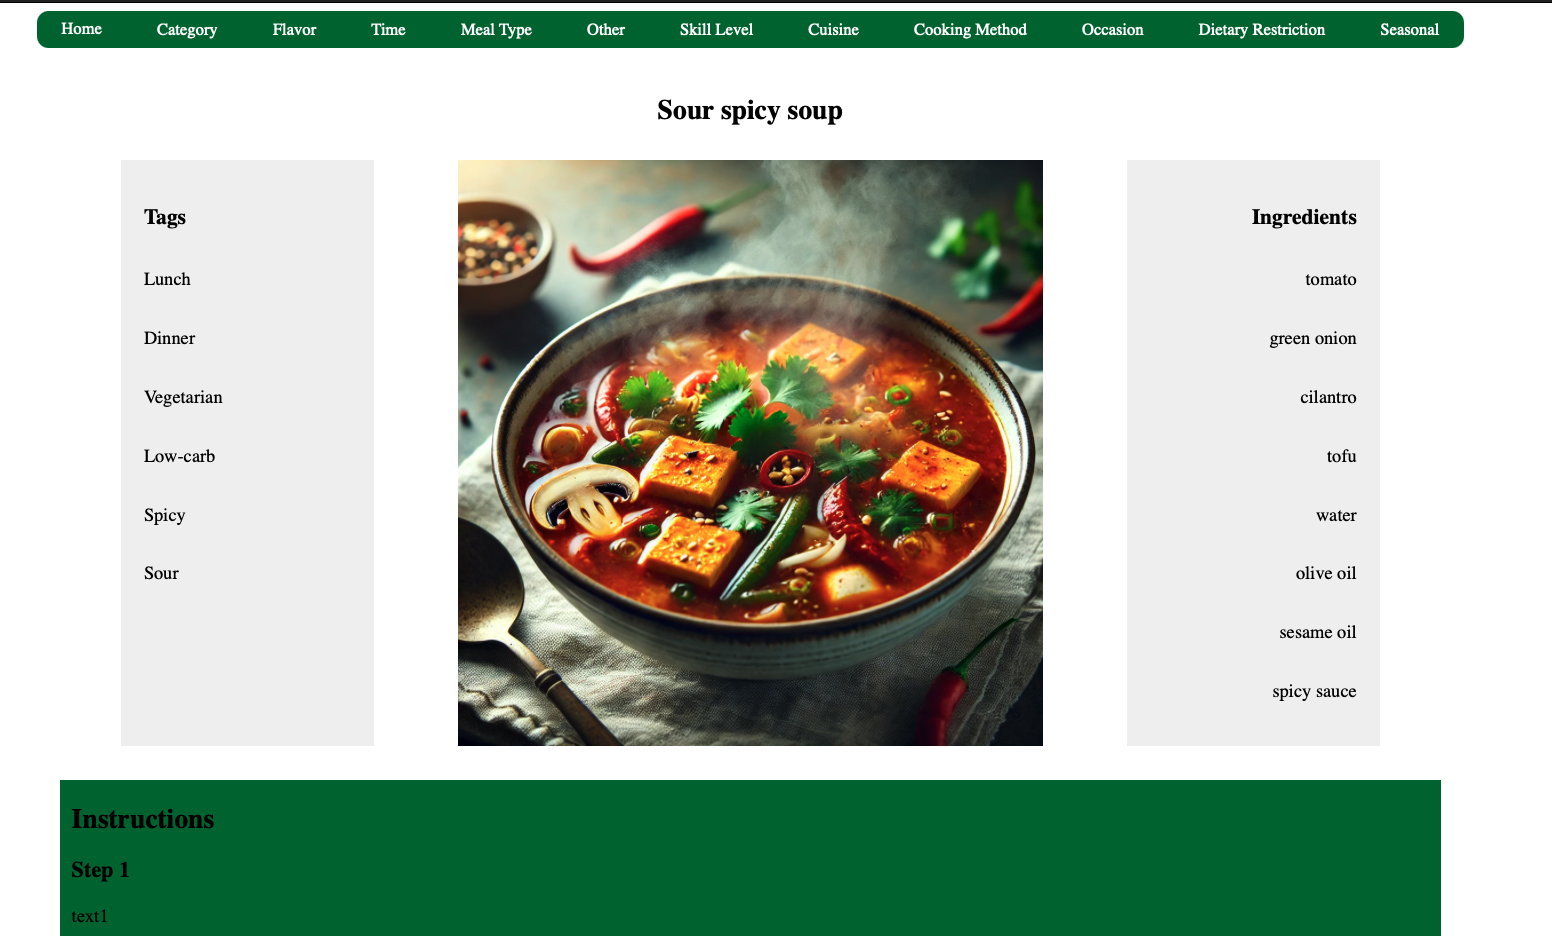 Home Category Flavor Time Meal Type Other Skill Level Cuisine Cooking Method Occasion Dietary Restriction Seasonal
Sour spicy soup
Tags
Lunch
Dinner
Vegetarian
Low-carb
Spicy
Sour
Ingredients
tomato
green onion
cilantro
tofu
water
olive oil
sesame oil
spicy sauce
Instructions
Step 1
text1